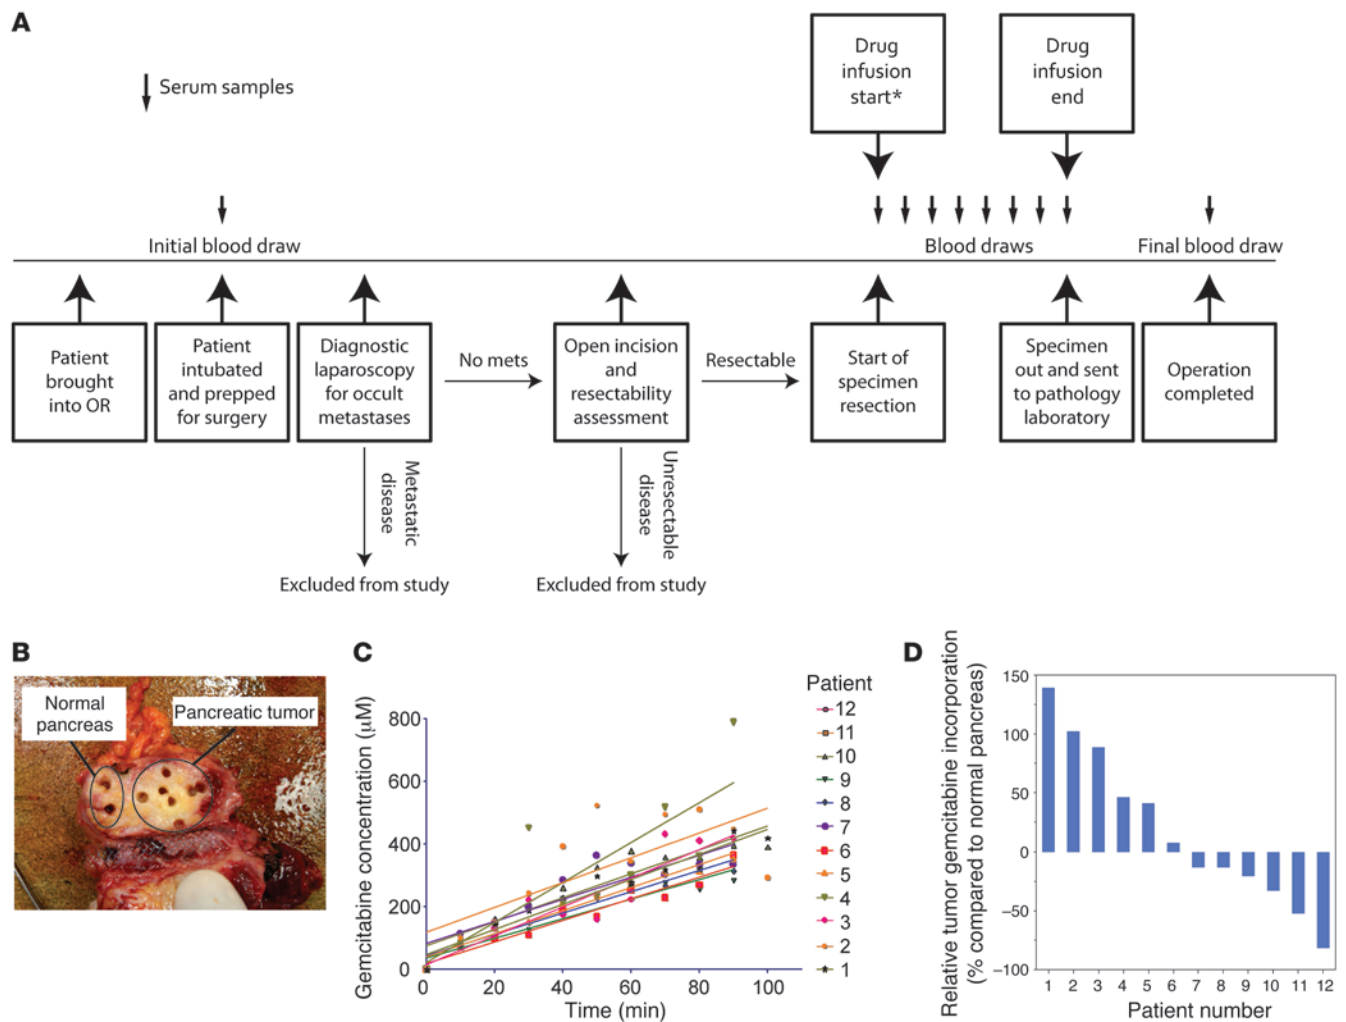 A
Serum samples
Drug
infusion
start*
Drug
infusion
end
Initial blood draw
Blood draws
Final blood draw
Patient
brought
into OR
Patient
intubated
and prepped
for surgery
Diagnostic
laparoscopy
for occult
metastases
No mets
Open incision
and
resectability
assessment
Resectable
Start of
specimen
resection
Specimen
out and sent
to pathology
laboratory
Operation
completed
Metastatic
disease
Unresectable
disease
Excluded from study
Excluded from study
B
Normal
pancreas
Pancreatic tumor
C
Gemcitabine concentration (µM)
800
600
400
200
0
0 20 40 60 80 100
Time (min)
Patient
12
11
10
9
8
7
6
5
4
3
2
1
D
Relative tumor gemcitabine incorporation
(% compared to normal pancreas)
150
100
50
0
−50
−100
1 2 3 4 5 6 7 8 9 10 11 12
Patient number